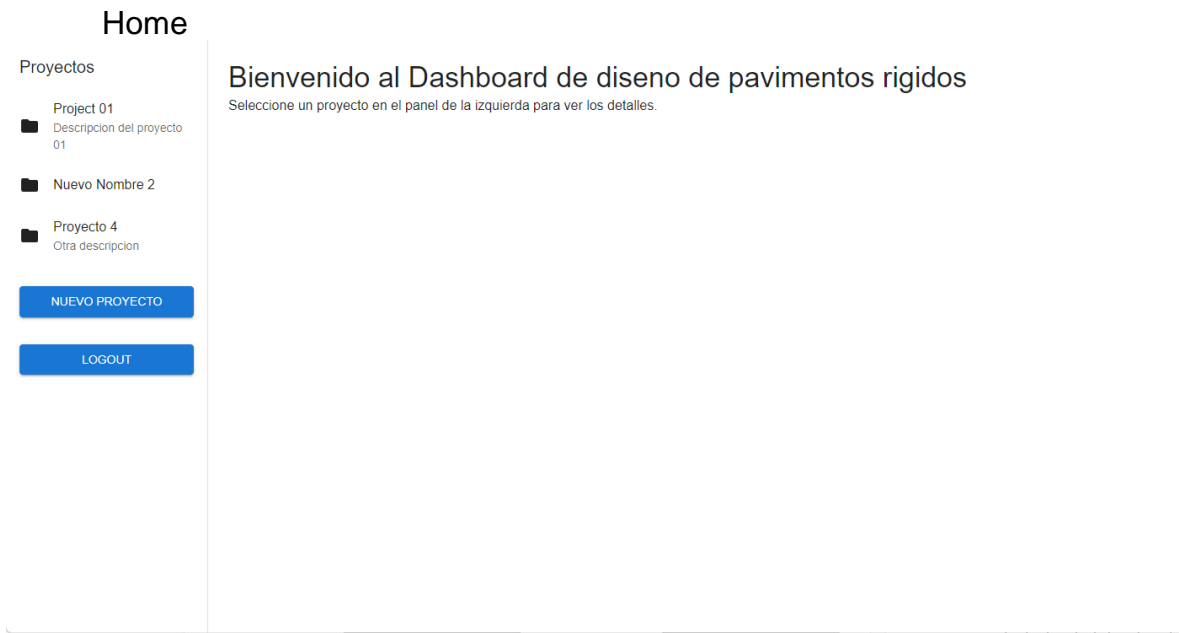 Home
Proyectos
Project 01
Descripcion del proyecto
01
Nuevo Nombre 2
Proyecto 4
Otra descripcion
NUEVO PROYECTO
LOGOUT
Bienvenido al Dashboard de diseno de pavimentos rigidos
Seleccione un proyecto en el panel de la izquierda para ver los detalles.